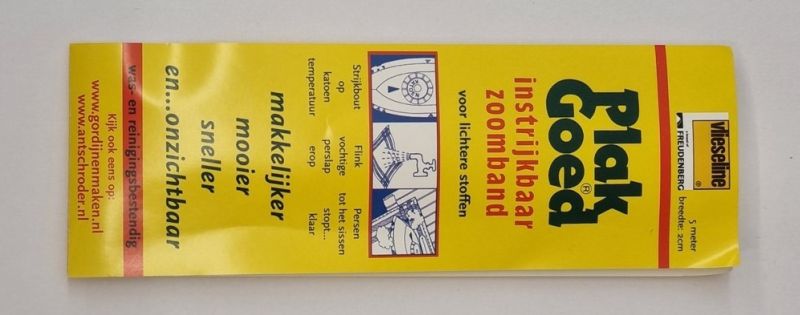 vlieseline ®
FREUDENBERG
5 meter
breedte: 2cm
Plak
Goed®
instrijkbaar
zoomband
voor lichtere stoffen
Strijkbout
op
katoen
temperatuur
Flink
vochtige
perslap
erop
Persen
tot het sissen
stopt...
klaar
makkelijker
mooier
sneller
en...onzichtbaar
was- en reinigingsbestendig
Kijk ook eens op:
www.gordijnenmaken.nl
www.antschroder.nl